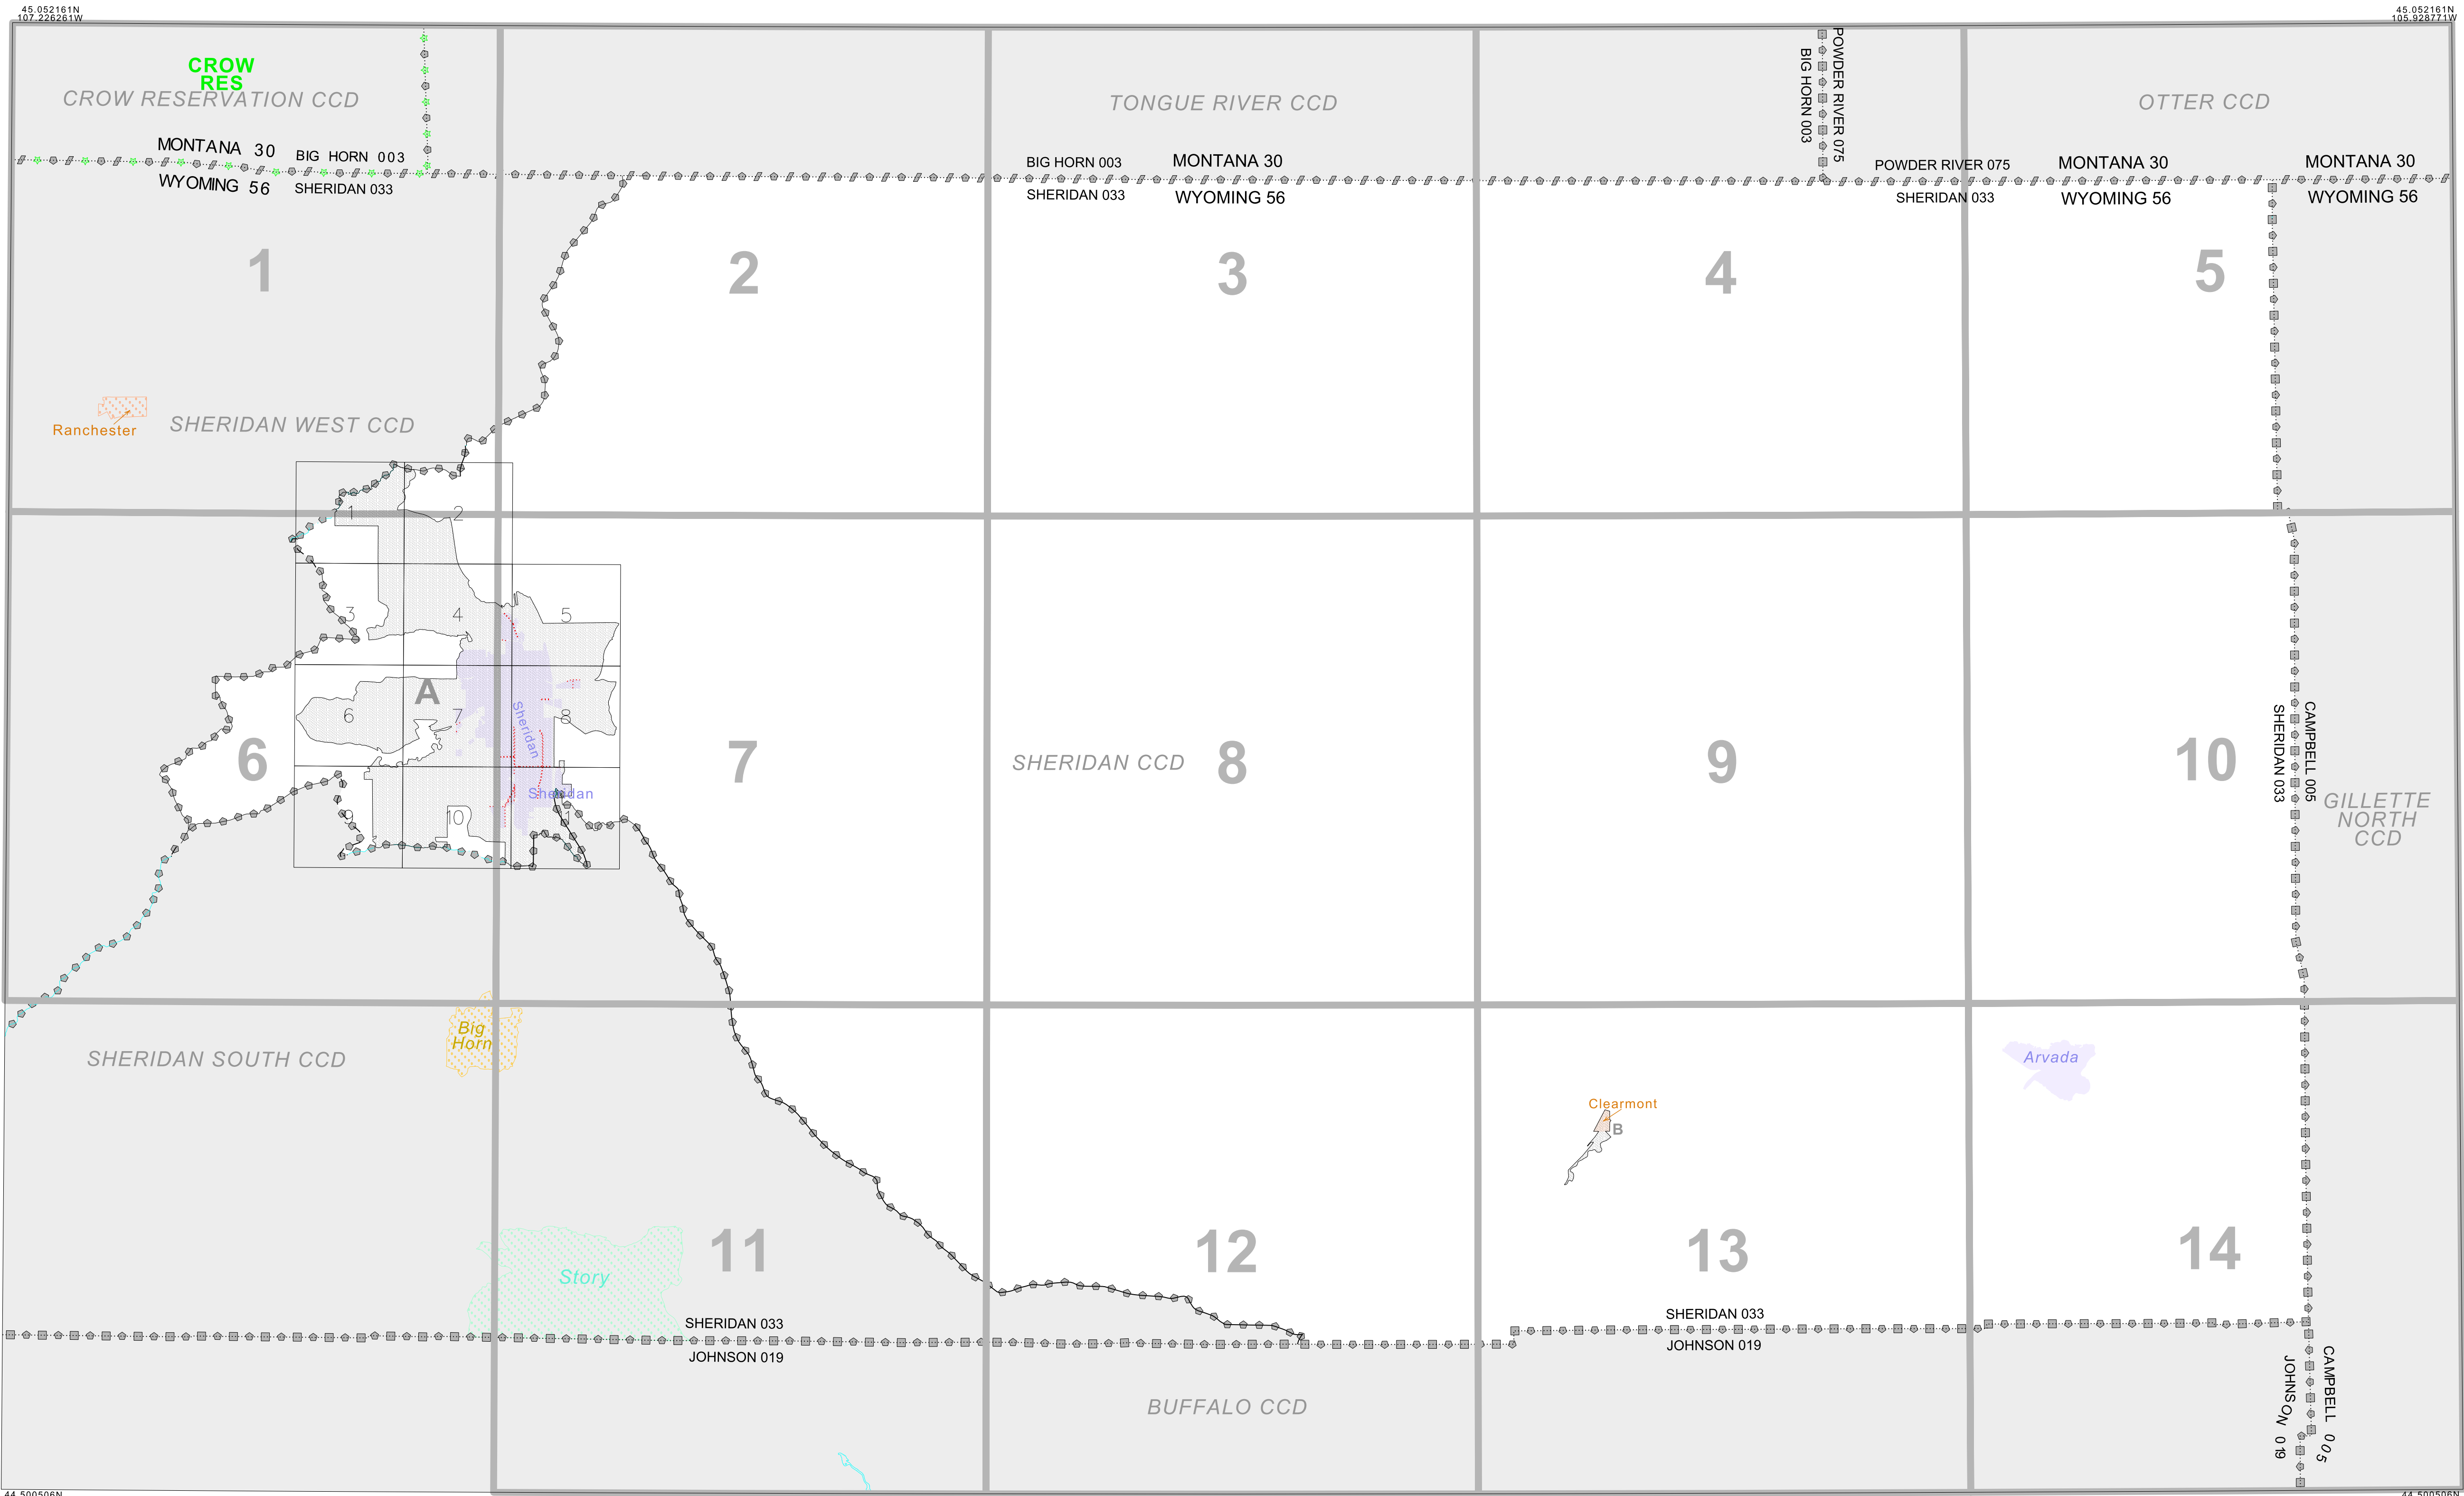 45.052161N
107.226261W
45.052161N
105.928771W
CROW
RES
CROW RESERVATION CCD
TONGUE RIVER CCD
POWDER RIVER 075
BIG HORN 003
OTTER CCD
MONTANA 30
BIG HORN 003
WYOMING 56
SHERIDAN 033
BIG HORN 003
MONTANA 30
SHERIDAN 033
WYOMING 56
POWDER RIVER 075
MONTANA 30
SHERIDAN 033
WYOMING 56
MONTANA 30
WYOMING 56
1
2
3
4
5
Ranchester
SHERIDAN WEST CCD
1
2
3
4
5
6
A
7
8
Sheridan
6
7
SHERIDAN CCD
8
9
10
SHERIDAN 033
CAMPBELL 005
GILLETTE
NORTH
CCD
Sheridan
9
10
Big
Horn
SHERIDAN SOUTH CCD
Arvada
Clearmont
B
Story
11
12
13
14
SHERIDAN 033
JOHNSON 019
SHERIDAN 033
JOHNSON 019
BUFFALO CCD
JOHNSON 019
CAMPBELL 005
44.500506N
44.500506N